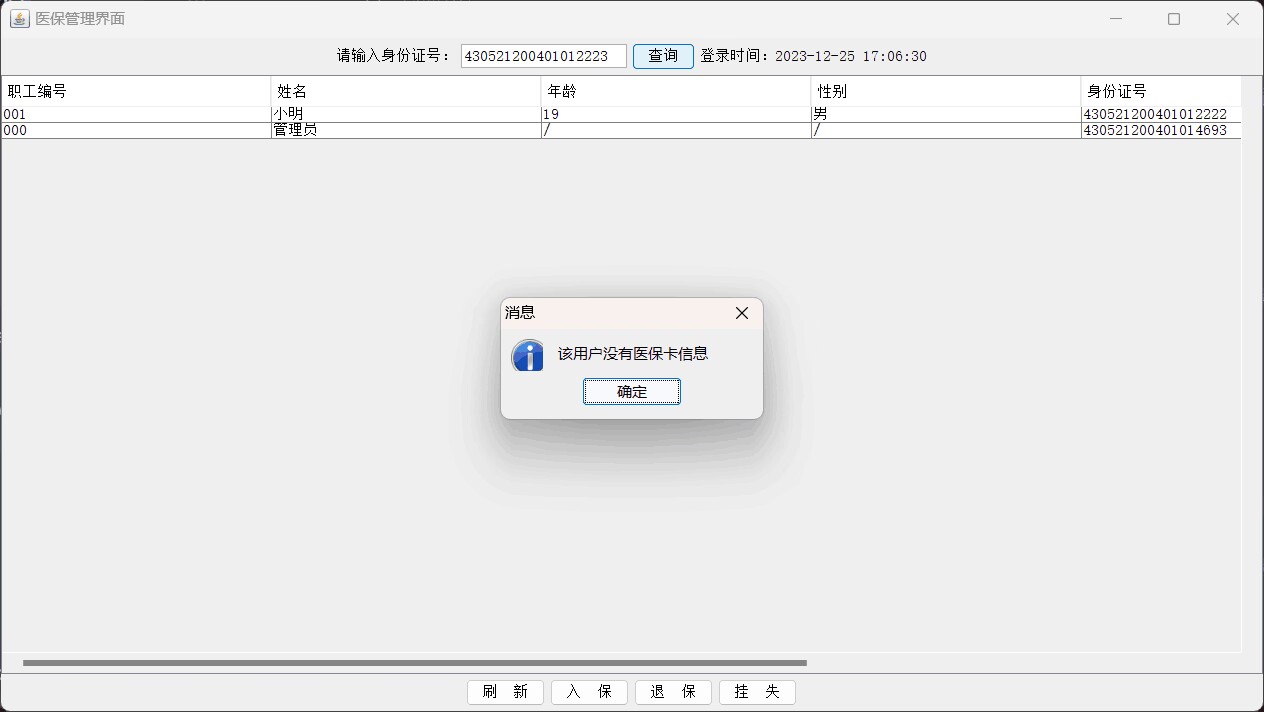 医保管理界面
请输入身份证号： 430521200401012223 查询 登录时间：2023-12-25 17:06:30
职工编号 姓名 年龄 性别 身份证号
001 小明 19 男 430521200401012222
000 管理员 / / 430521200401014693
消息
该用户没有医保卡信息
确定
刷 新 入 保 退 保 挂 失